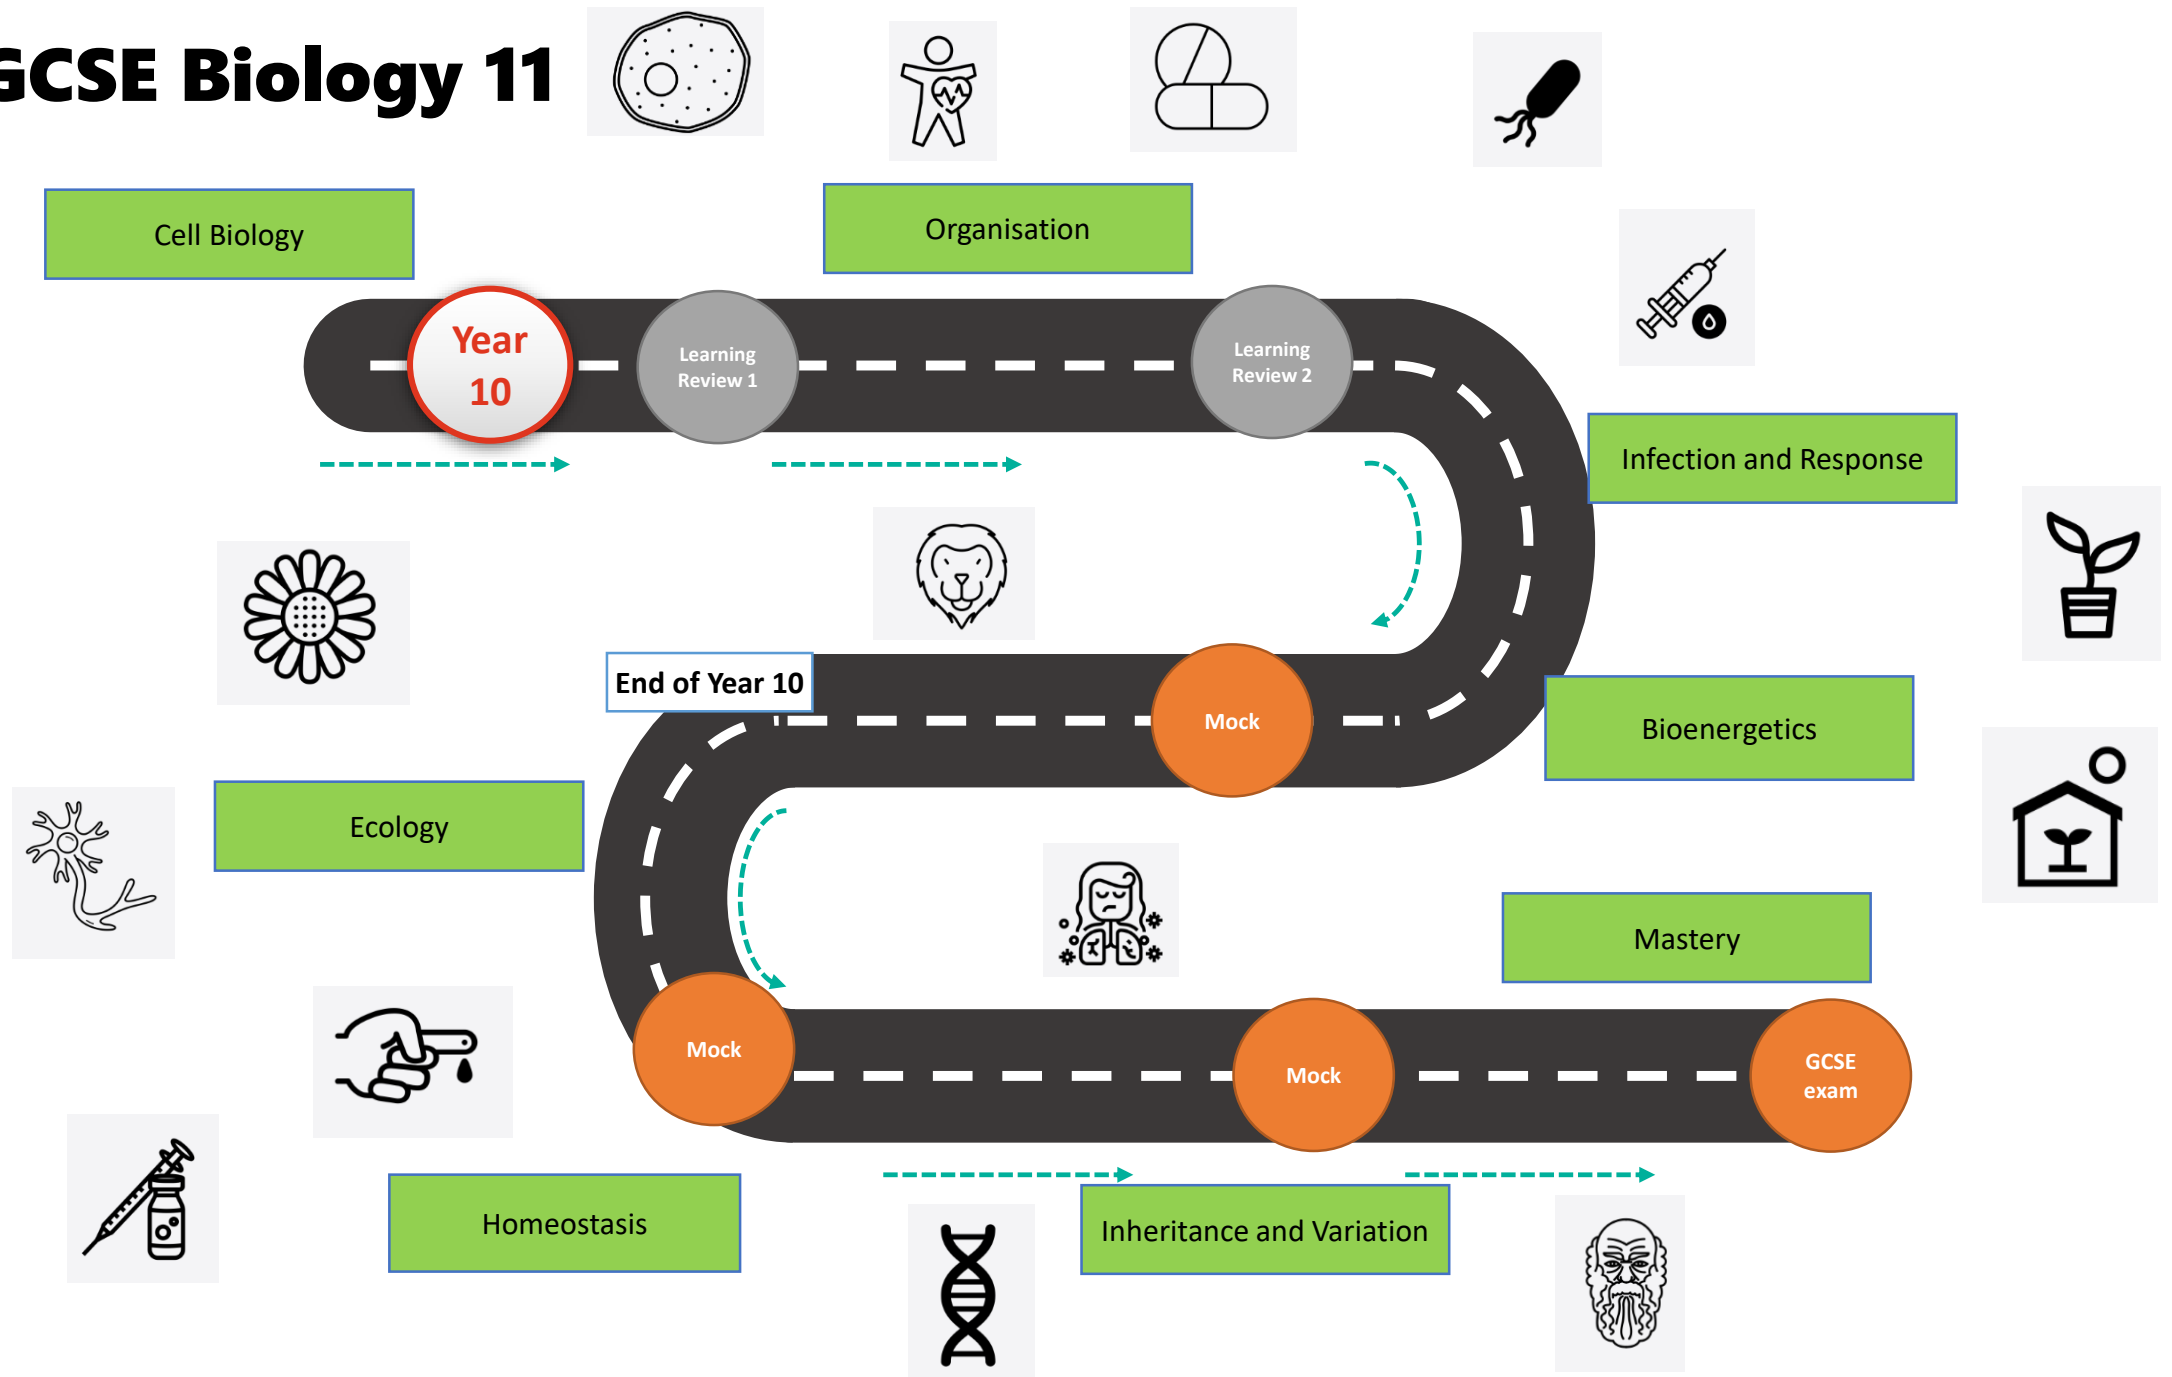 GCSE Biology 11
Cell Biology
Organisation
Year
10
Learning
Review 1
Learning
Review 2
Infection and Response
End of Year 10
Mock
Bioenergetics
Ecology
Mastery
Mock
Mock
GCSE
exam
Homeostasis
Inheritance and Variation